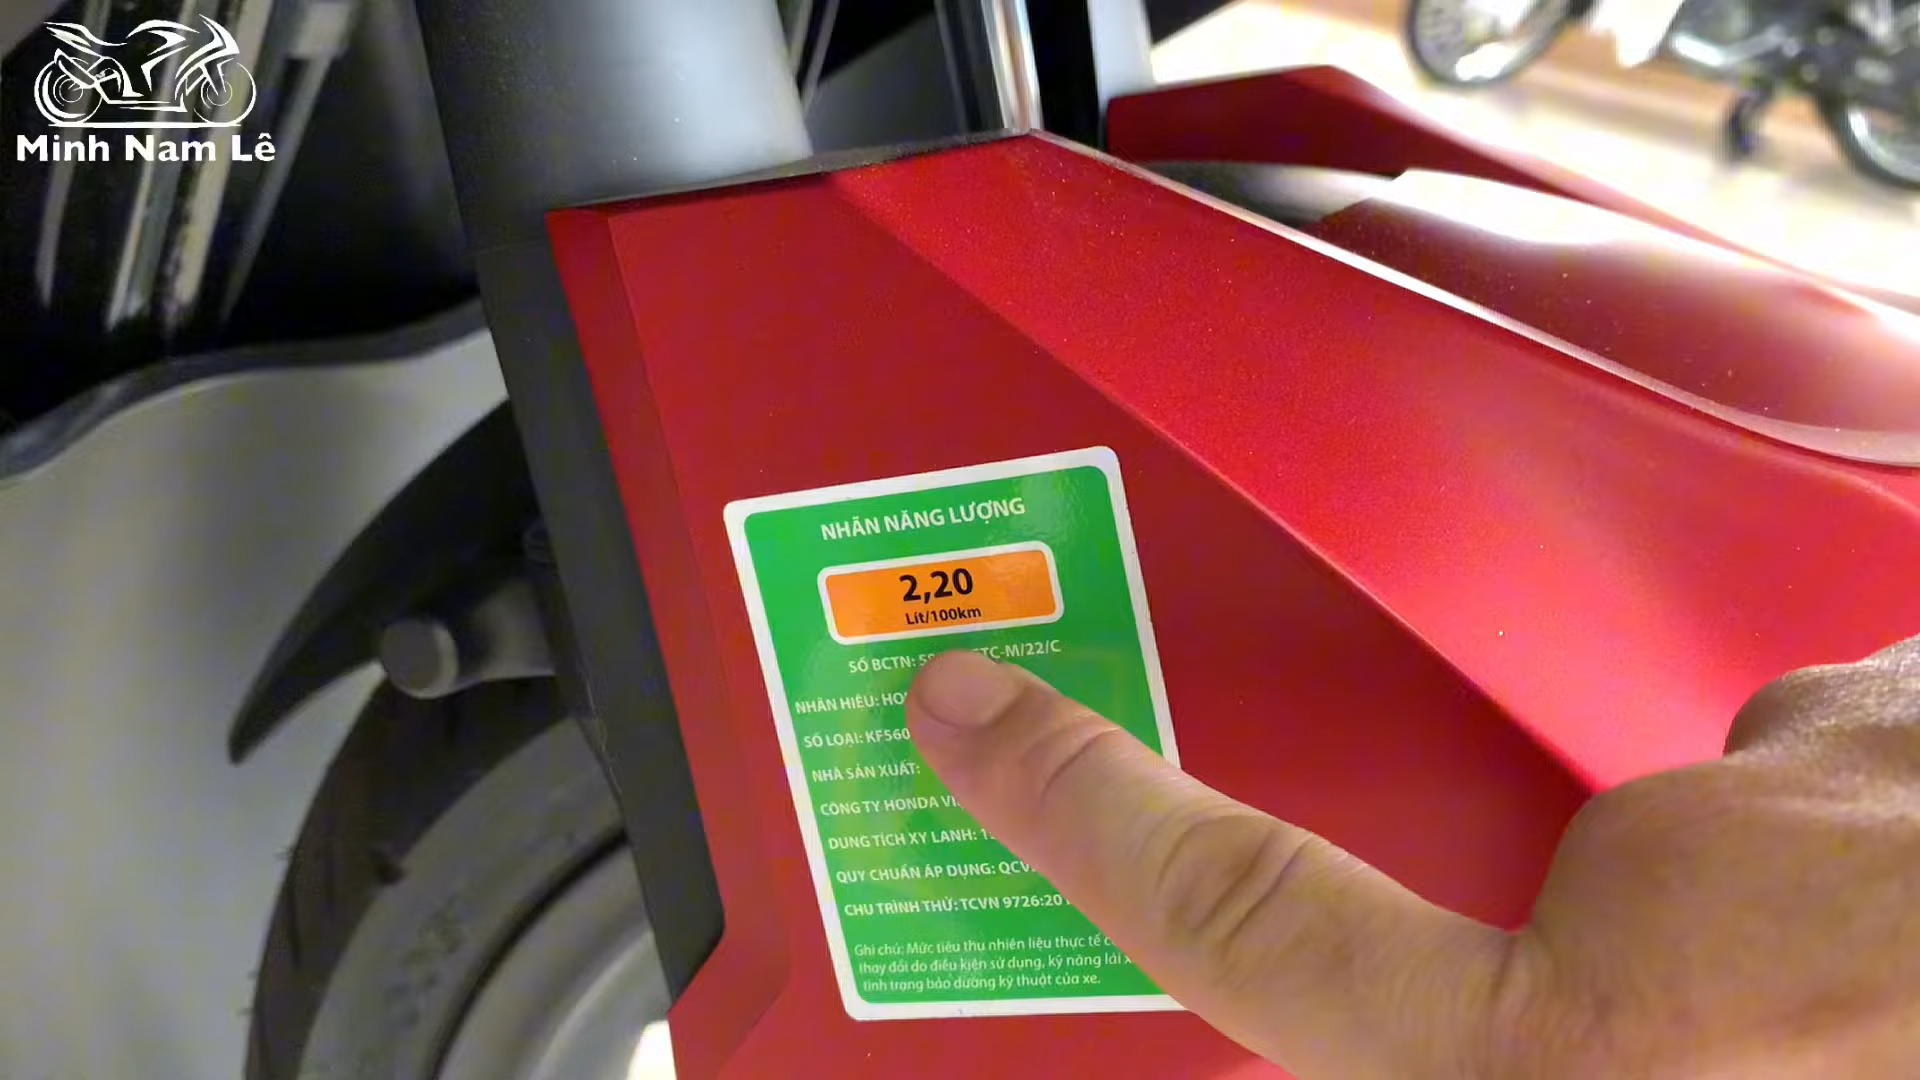 Minh Nam Lê
NHÃN NĂNG LƯỢNG
2,20
Lít/100km
SỐ BCTN: TC-M/22/C
NHÃN HIỆU:
SỐ LOẠI: KF560
NHÀ SẢN XUẤT:
CÔNG TY HONDA
DUNG TÍCH XY LANH:
QUY CHUẨN ÁP DỤNG:
CHU TRÌNH THỬ: TCVN 9726:20
Ghi chú: Mức tiêu thụ nhiên liệu thực tế
thay đổi do điều kiện sử dụng, kỹ năng lái
tình trạng bảo dưỡng kỹ thuật của xe.